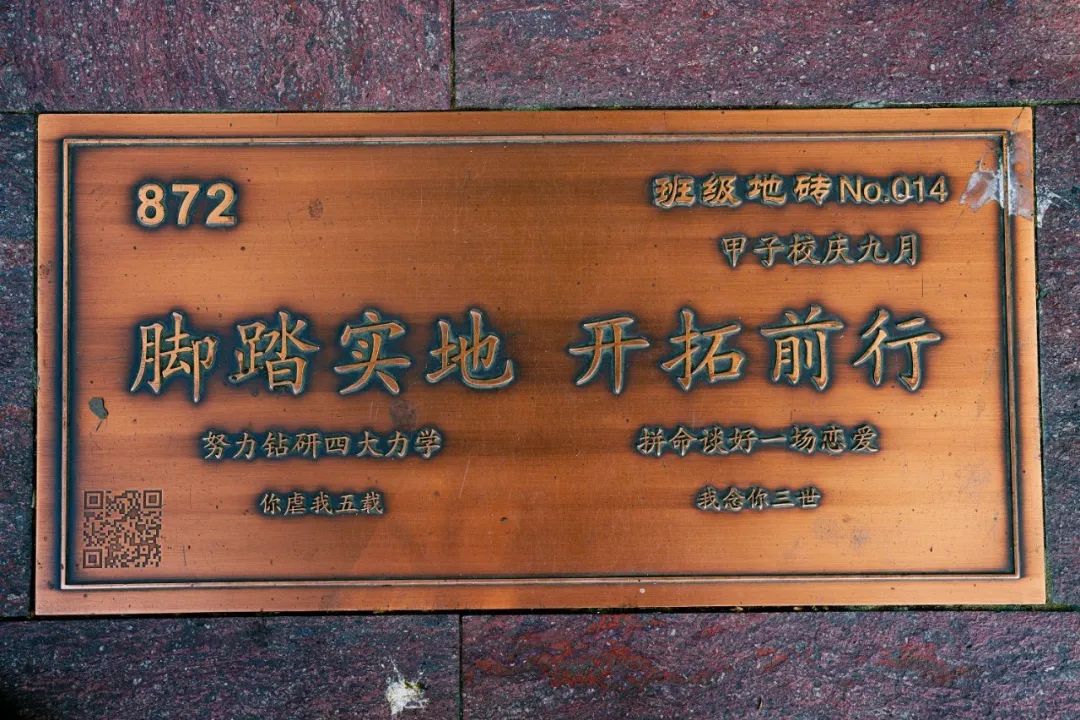 872
班级地砖No.014
甲子校庆九月
脚踏实地 开拓前行
努力钻研四大力学 拼命谈好一场恋爱
你虐我五载 我念你三世